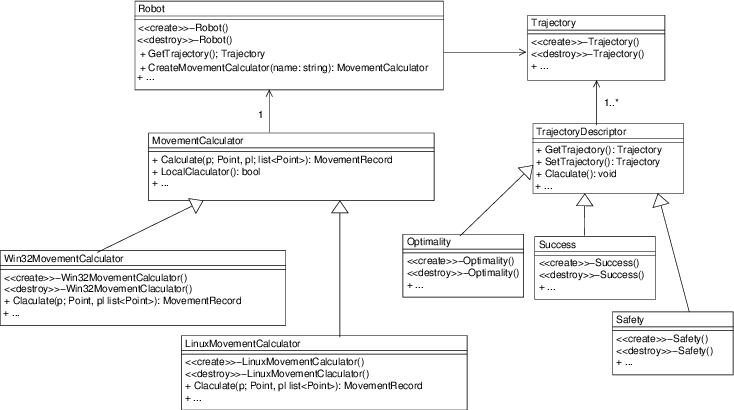 Robot
<<create>>–Robot()
<<destroy>>–Robot()
+ GetTrajectory(); Trajectory
+ CreateMovementCalculator(name: string): MovementCalculator
+ ...
Trajectory
<<create>>–Trajectory()
<<destroy>>–Trajectory()
+ ...
1
1..*
MovementCalculator
+ Calculate(p; Point, pl; list<Point>): MovementRecord
+ LocalClaculator(): bool
+ ...
TrajectoryDescriptor
+ GetTrajectory(): Trajectory
+ SetTrajectory(): Trajectory
+ Claculate(): void
+ ...
Win32MovementCalculator
<<create>>–Win32MovementCalculator()
<<destroy>>–Win32MovementClaculator()
+ Claculate(p; Point, pl list<Point>): MovementRecord
+ ...
Optimality
<<create>>–Optimality()
<<destroy>>–Optimality()
+ ...
Success
<<create>>–Success()
<<destroy>>–Success()
+ ...
LinuxMovementCalculator
<<create>>–LinuxMovementCalculator()
<<destroy>>–LinuxMovementClaculator()
+ Claculate(p; Point, pl list<Point>): MovementRecord
+ ...
Safety
<<create>>–Safety()
<<destroy>>–Safety()
+ ...